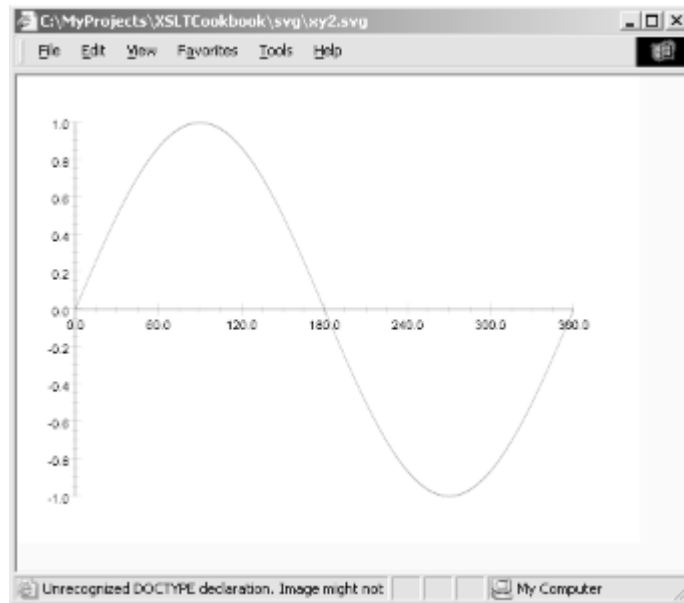 C:\MyProjects\XSLTCookbook\svg\xy2.svg
File Edit View Favorites Tools Help
1.0
0.8
0.6
0.4
0.2
0.0
0.0 60.0 120.0 180.0 240.0 300.0 360.0
-0.2
-0.4
-0.6
-0.8
-1.0
Unrecognized DOCTYPE declaration. Image might not
My Computer